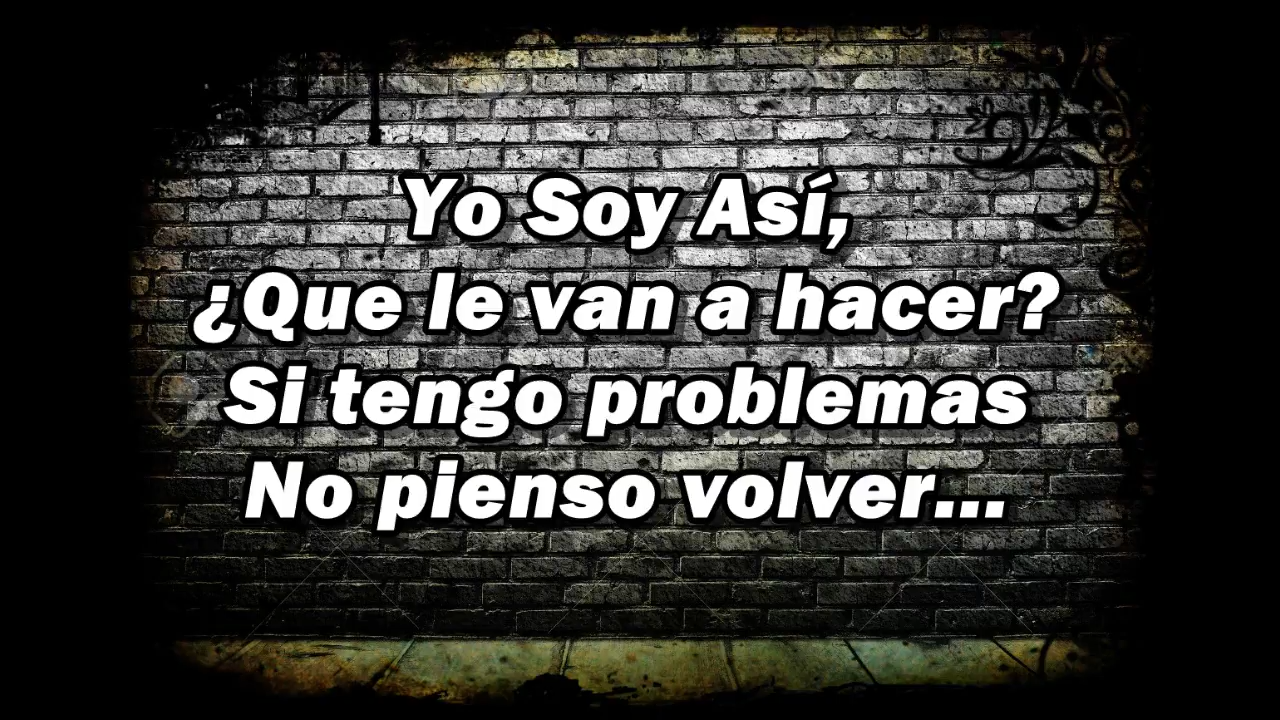 Yo Soy Así,
¿Que le van a hacer?
Si tengo problemas
No pienso volver...